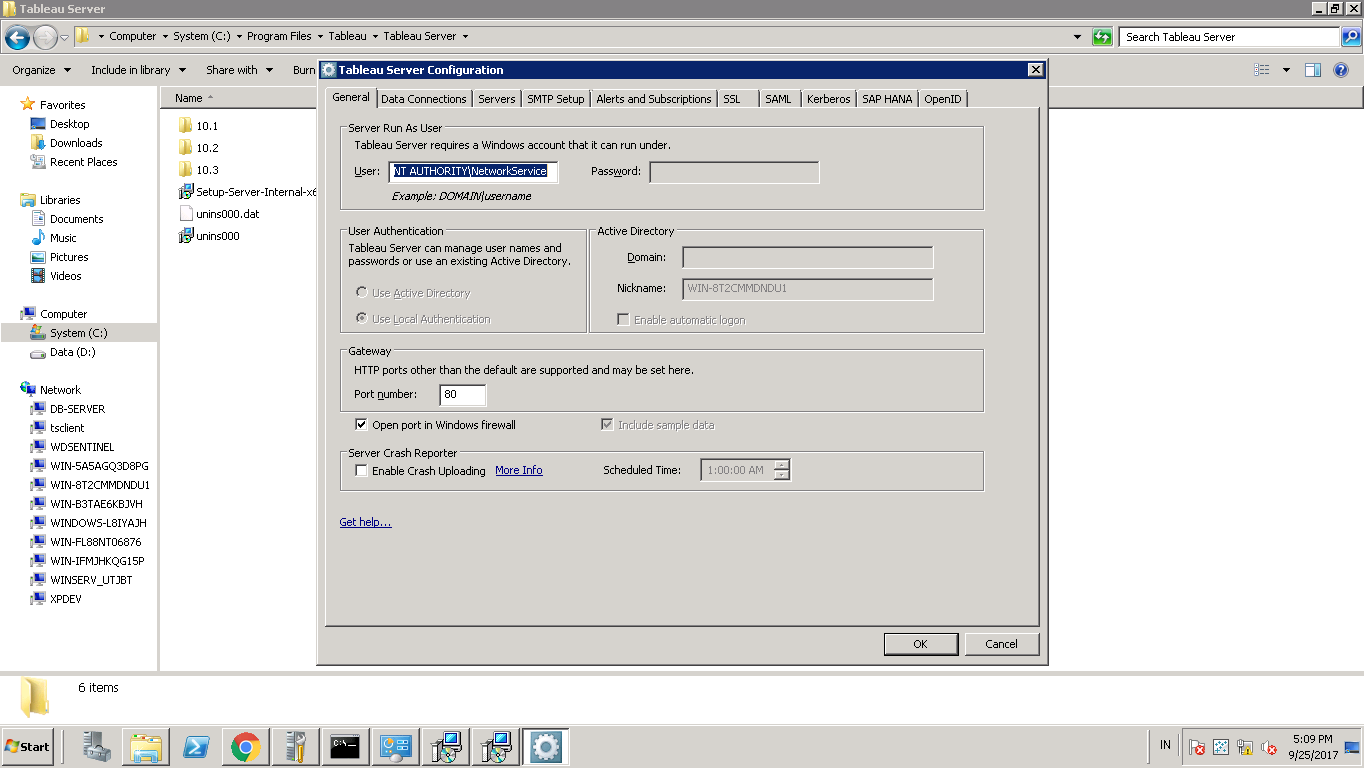 Tableau Server
Computer System (C:) Program Files Tableau Tableau Server
Search Tableau Server
Organize Include in library Share with Burn
Favorites
Desktop
Downloads
Recent Places
Libraries
Documents
Music
Pictures
Videos
Computer
System (C:)
Data (D:)
Network
DB-SERVER
tsclient
WDSENTINEL
WIN-5A5AGQ3D8PG
WIN-8T2CMMDNDU1
WIN-B3TAE6KBJVH
WINDOWS-L8IYAJH
WIN-FL88NT06876
WIN-IFMJHKQG15P
WINSERV_UTJBT
XPDEV
Name
10.1
10.2
10.3
Setup-Server-Internal-x6
unins000.dat
unins000
Tableau Server Configuration
General Data Connections Servers SMTP Setup Alerts and Subscriptions SSL SAML Kerberos SAP HANA OpenID
Server Run As User
Tableau Server requires a Windows account that it can run under.
User: NT AUTHORITY\NetworkService Password:
Example: DOMAIN\username
User Authentication
Tableau Server can manage user names and
passwords or use an existing Active Directory.
Use Active Directory
Use Local Authentication
Active Directory
Domain:
Nickname: WIN-8T2CMMDNDU1
Enable automatic logon
Gateway
HTTP ports other than the default are supported and may be set here.
Port number: 80
Open port in Windows firewall Include sample data
Server Crash Reporter
Enable Crash Uploading More Info Scheduled Time: 1:00:00 AM
Get help...
OK Cancel
6 items
Start
IN
5:09 PM
9/25/2017